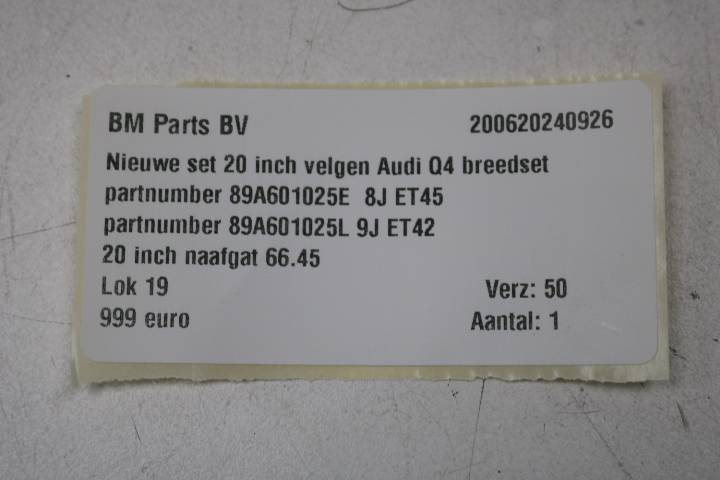 BM Parts BV 200620240926
Nieuwe set 20 inch velgen Audi Q4 breedset
partnumber 89A601025E 8J ET45
partnumber 89A601025L 9J ET42
20 inch naafgat 66.45
Lok 19 Verz: 50
999 euro Aantal: 1